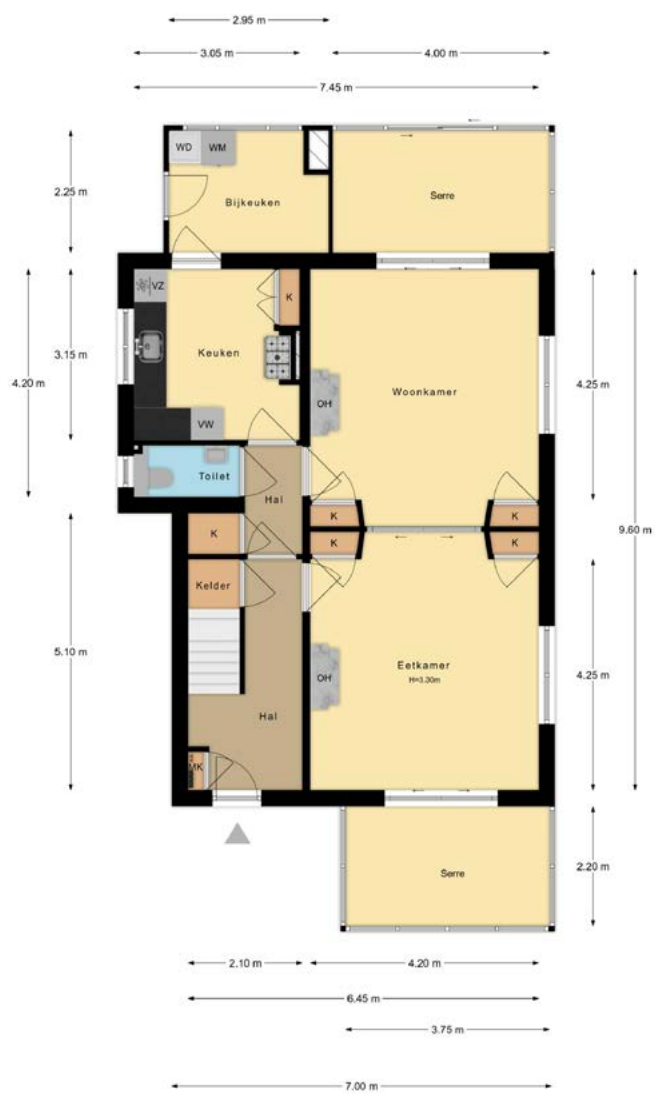 2.95 m
3.05 m
4.00 m
7.45 m
WD
WM
2.25 m
Bijkeuken
Serre
VZ
K
3.15 m
Keuken
4.20 m
4.25 m
Woonkamer
OH
VW
Toilet
Hal
K
K
K
K
K
9.60 m
Kelder
5.10 m
Eetkamer
H=3.30m
OH
4.25 m
Hal
MK
2.20 m
Serre
2.10 m
4.20 m
6.45 m
3.75 m
7.00 m